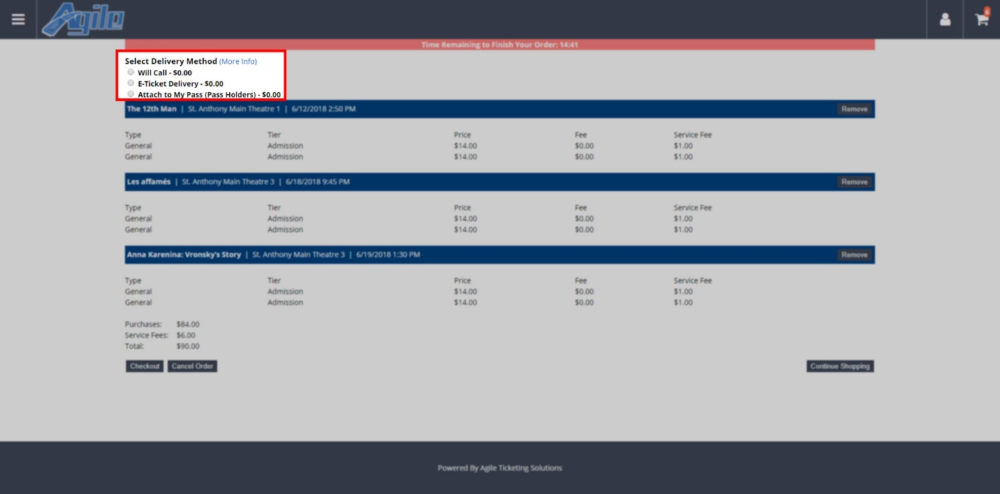 Agile
6
Time Remaining to Finish Your Order: 14:41
Select Delivery Method (More Info)
Will Call - $0.00
E-Ticket Delivery - $0.00
Attach to My Pass (Pass Holders) - $0.00
The 12th Man | St. Anthony Main Theatre 1 | 6/12/2018 2:50 PM Remove
Type Tier Price Fee Service Fee
General Admission $14.00 $0.00 $1.00
General Admission $14.00 $0.00 $1.00
Les affamés | St. Anthony Main Theatre 3 | 6/18/2018 9:45 PM Remove
Type Tier Price Fee Service Fee
General Admission $14.00 $0.00 $1.00
General Admission $14.00 $0.00 $1.00
Anna Karenina: Vronsky's Story | St. Anthony Main Theatre 3 | 6/19/2018 1:30 PM Remove
Type Tier Price Fee Service Fee
General Admission $14.00 $0.00 $1.00
General Admission $14.00 $0.00 $1.00
Purchases: $84.00
Service Fees: $6.00
Total: $90.00
Checkout Cancel Order Continue Shopping
Powered By Agile Ticketing Solutions